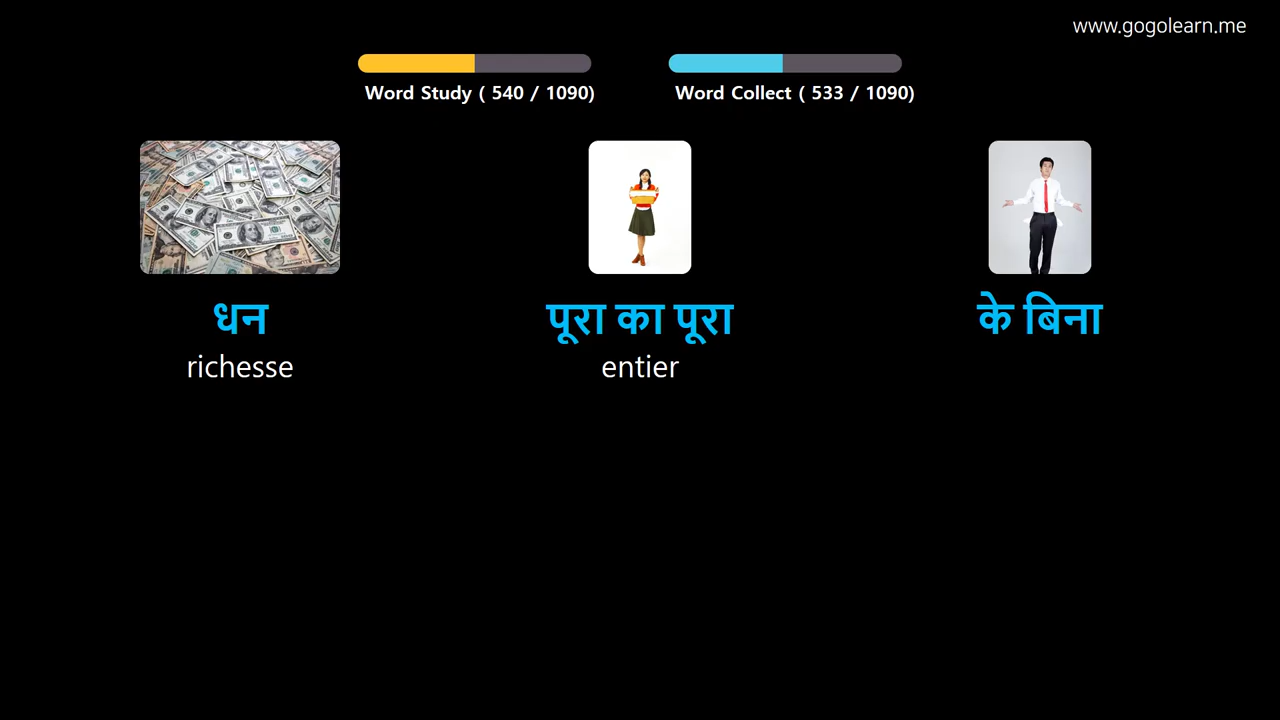 www.gogolearn.me
Word Study ( 540 / 1090)
Word Collect ( 533 / 1090)
धन
पूरा का पूरा
के बिना
richesse
entier